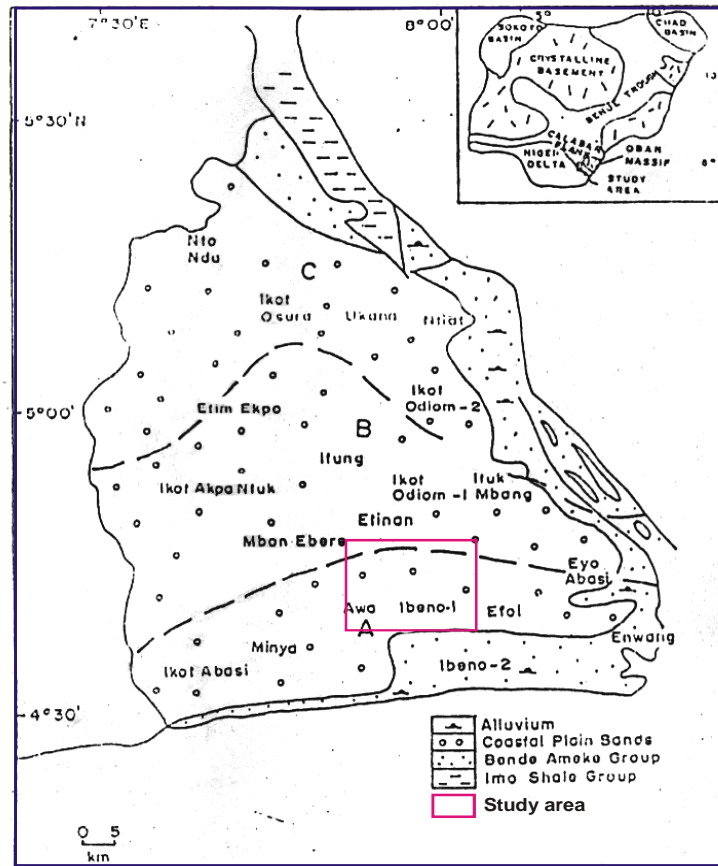 7°30'E
8°00'
5°30'N
5°00'
4°30'
SOKOTO
BASIN
CHAD
BASIN
CRYSTALLINE
BASEMENT
BENUE TROUGH
CALABAR
FLANK
NIGER
DELTA
OBAN
MASSIF
STUDY
AREA
Nto
Ndu
C
Ikot
Osura
Ukana
Ntiat
Etim Ekpo
Ikot
Odiom-2
B
Itung
Ikot Akpa Ntuk
Ikot
Odiom-1
Ituk
Mbang
Etinan
Mban Ebere
Eyo
Abasi
Awa
Ibeno-1
Efol
A
Enwang
Minya
Ikot Abasi
Ibeno-2
Alluvium
Coastal Plain Sands
Bende Ameke Group
Imo Shale Group
Study area
0 5
km